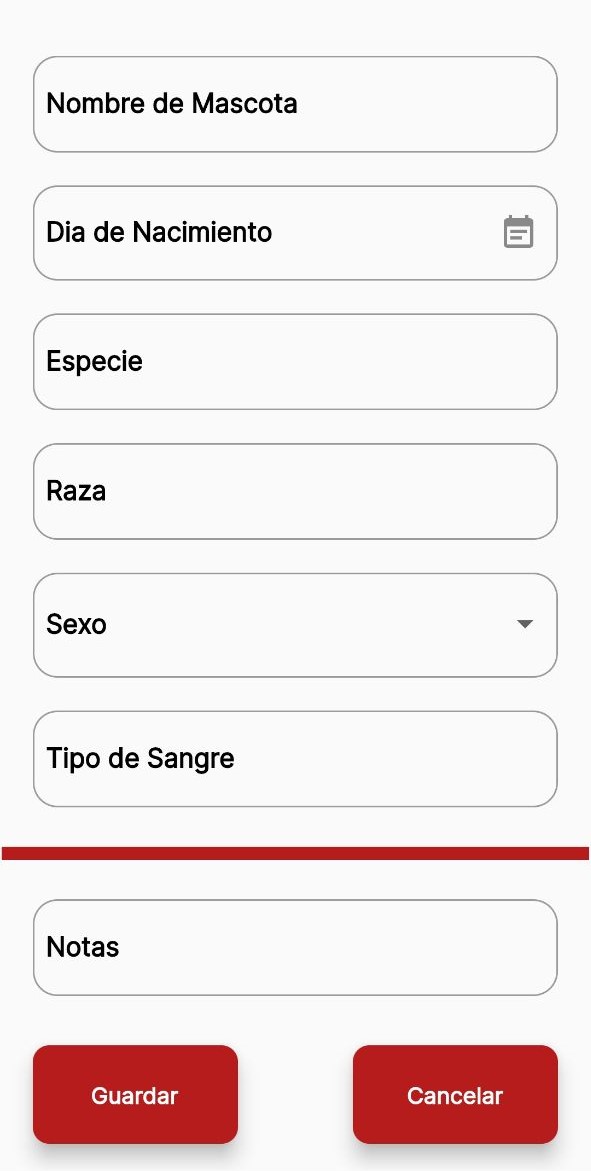 Nombre de Mascota
Dia de Nacimiento
Especie
Raza
Sexo
Tipo de Sangre
Notas
Guardar
Cancelar